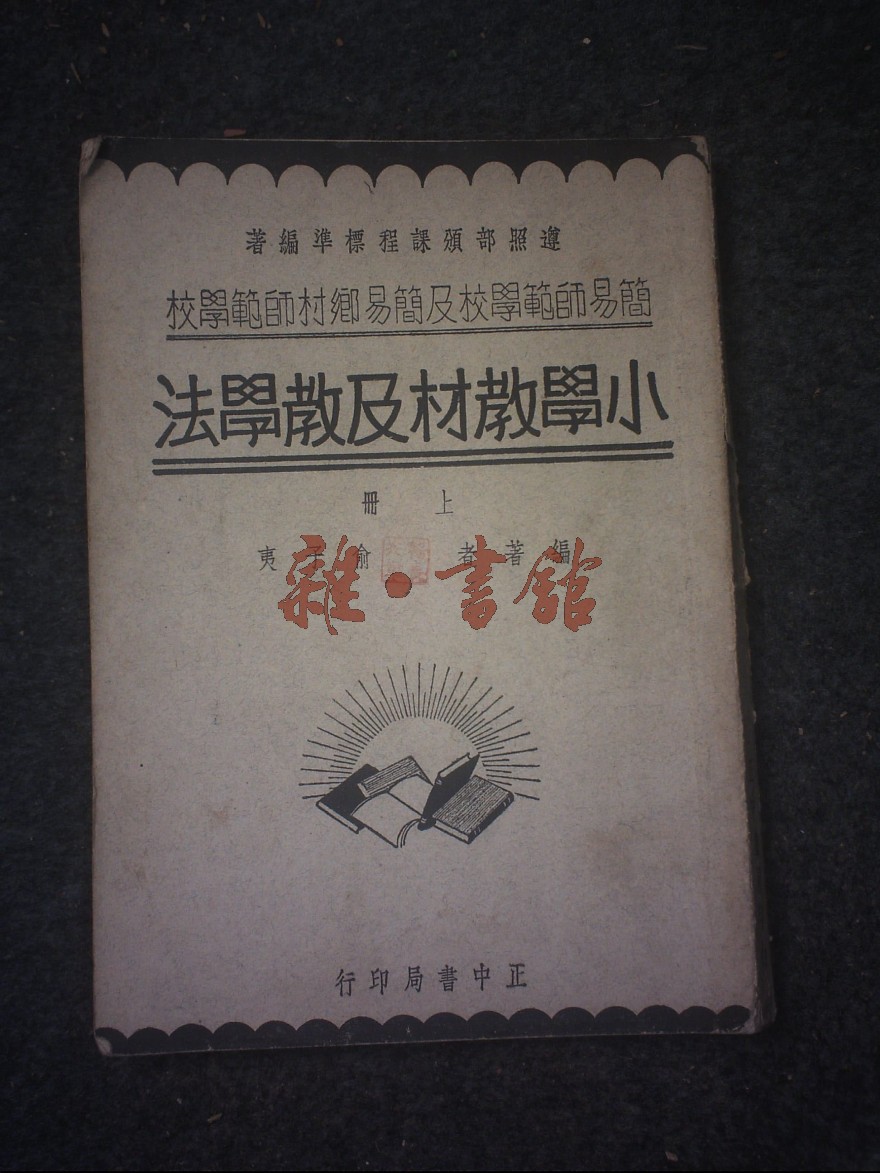 遵照部頒課程標準編著
簡易師範學校及簡易鄉村師範學校
小學教材及教學法
上冊
編著者 俞子夷
雜·書館
正中書局印行